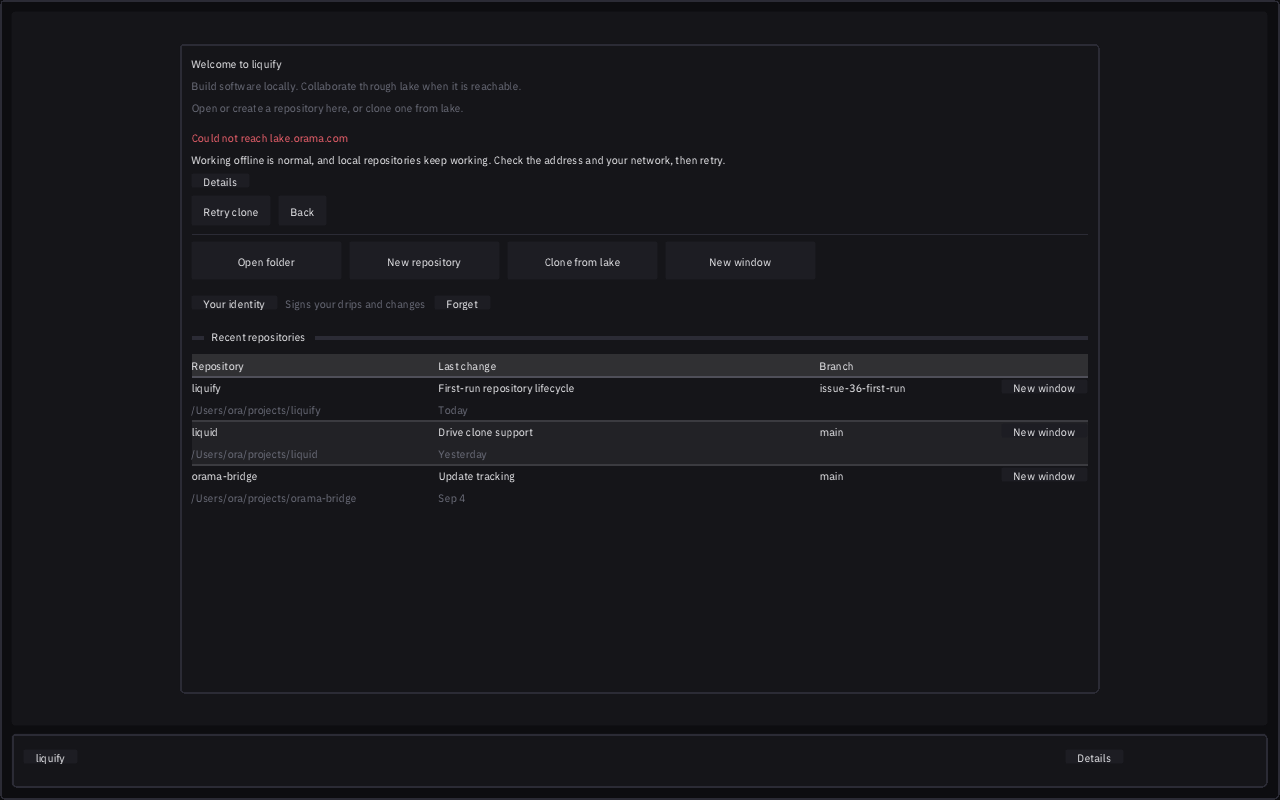 Welcome to liquify
Build software locally. Collaborate through lake when it is reachable.
Open or create a repository here, or clone one from lake.
Could not reach lake.orama.com
Working offline is normal, and local repositories keep working. Check the address and your network, then retry.
Details
Retry clone Back
Open folder New repository Clone from lake New window
Your identity Signs your drips and changes Forget
Recent repositories
Repository Last change Branch
liquify First-run repository lifecycle issue-36-first-run New window
/Users/ora/projects/liquify Today
liquid Drive clone support main New window
/Users/ora/projects/liquid Yesterday
orama-bridge Update tracking main New window
/Users/ora/projects/orama-bridge Sep 4
liquify Details